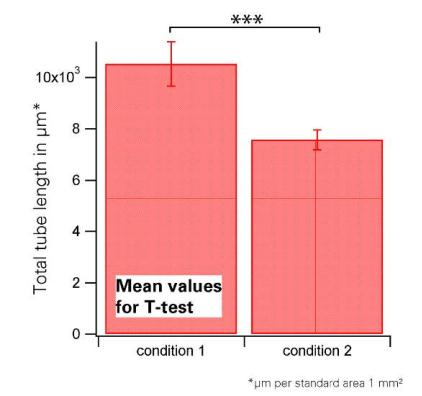 ***
10x10³
8
6
4
2
0
Total tube length in µm*
Mean values
for T-test
condition 1
condition 2
*µm per standard area 1 mm²